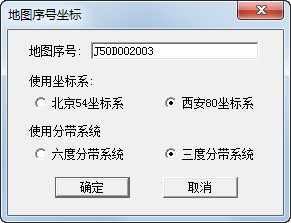 地图序号坐标
地图序号: J50D002003
使用坐标系:
北京54坐标系 西安80坐标系
使用分带系统
六度分带系统 三度分带系统
确定 取消